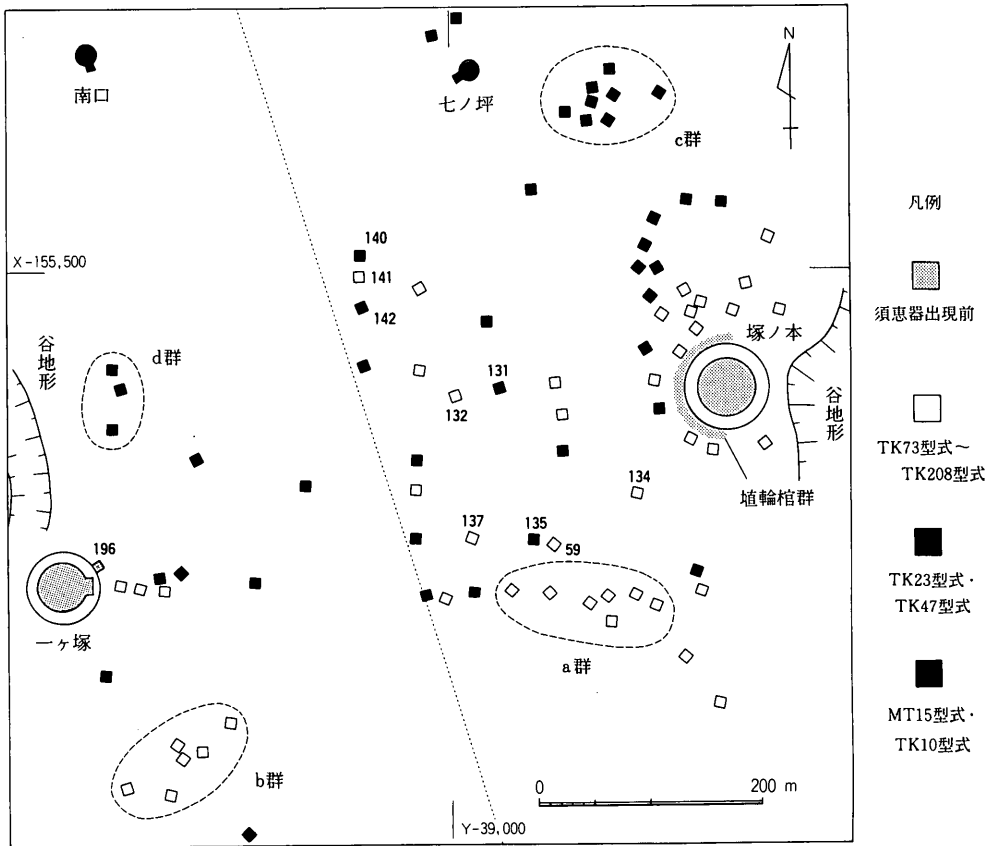 南口
七ノ坪
N
c群
凡例
140
X-155,500
141
須恵器出現前
142
塚ノ本
谷地形
d群
131
132
谷地形
TK73型式～
TK208型式
134
埴輪棺群
137
135
59
196
TK23型式・
TK47型式
一ヶ塚
a群
MT15型式・
TK10型式
b群
0
200 m
Y-39,000